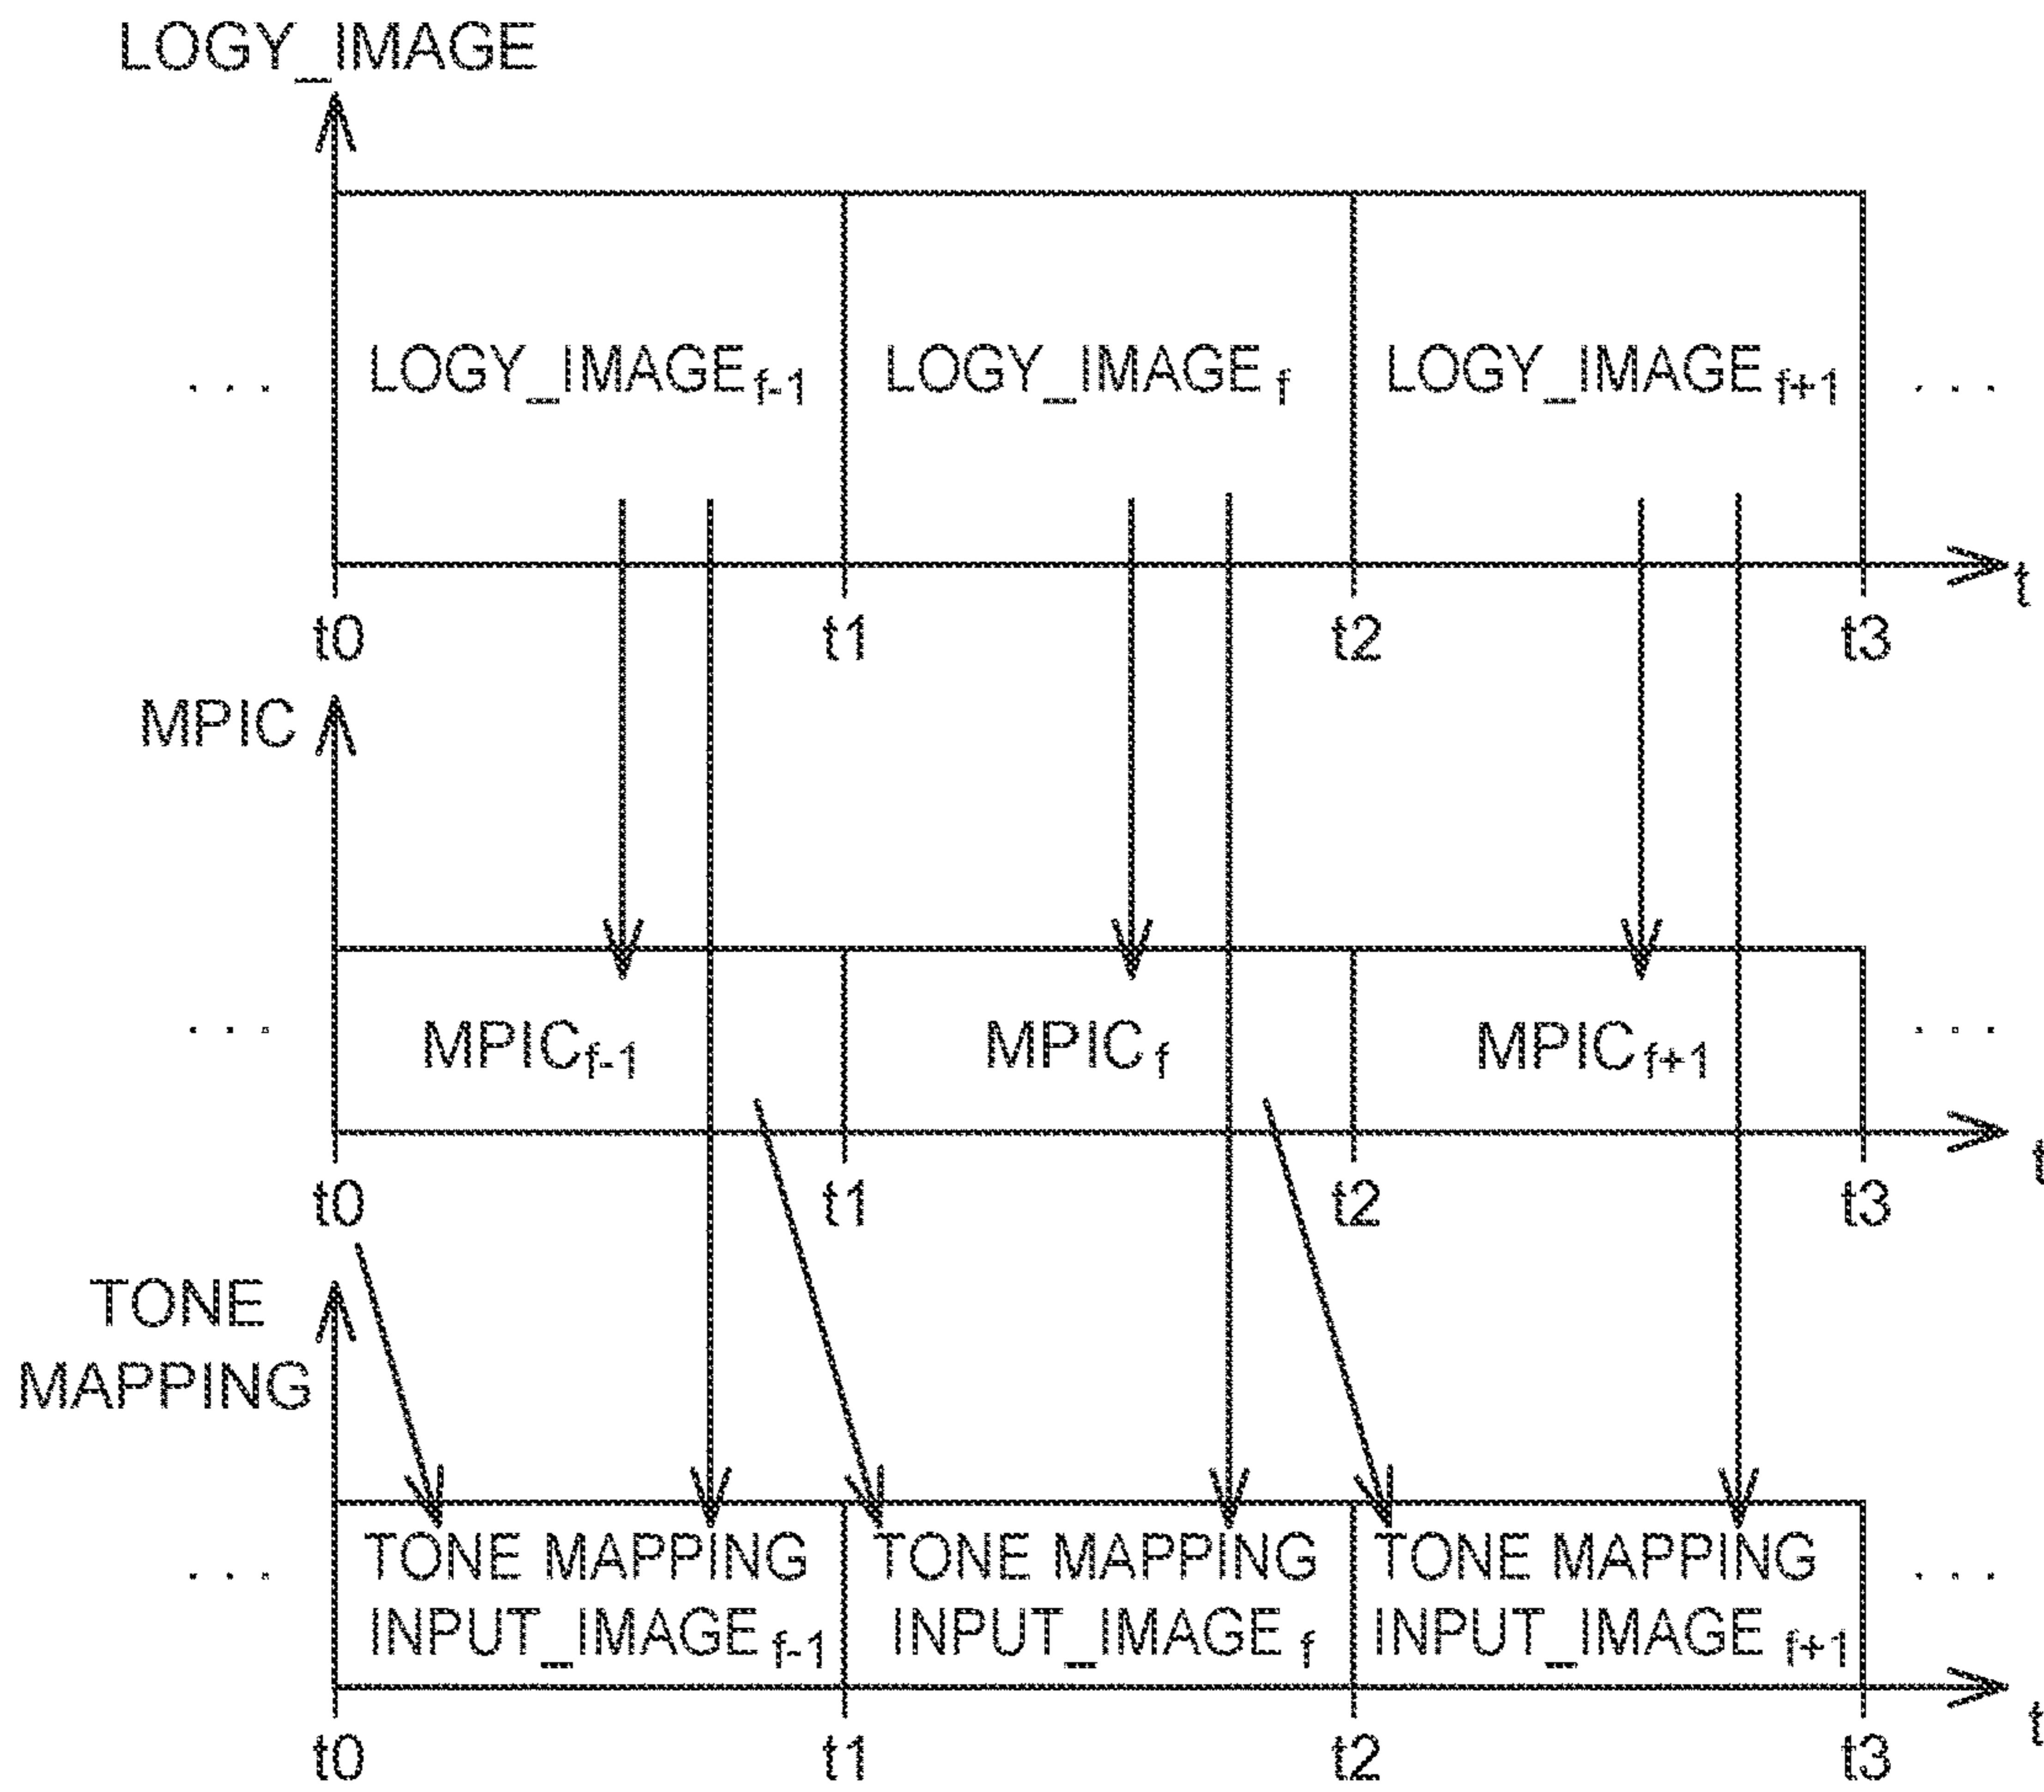 LOGY_IMAGE
... LOGY_IMAGE f-1 LOGY_IMAGE f LOGY_IMAGE f+1 ...
t
t0 t1 t2 t3
MPIC
... MPIC f-1 MPIC f MPIC f+1 ...
t
t0 t1 t2 t3
TONE
MAPPING
TONE MAPPING TONE MAPPING TONE MAPPING
... ...
INPUT_IMAGE f-1 INPUT_IMAGE f INPUT_IMAGE f+1
t
t0 t1 t2 t3